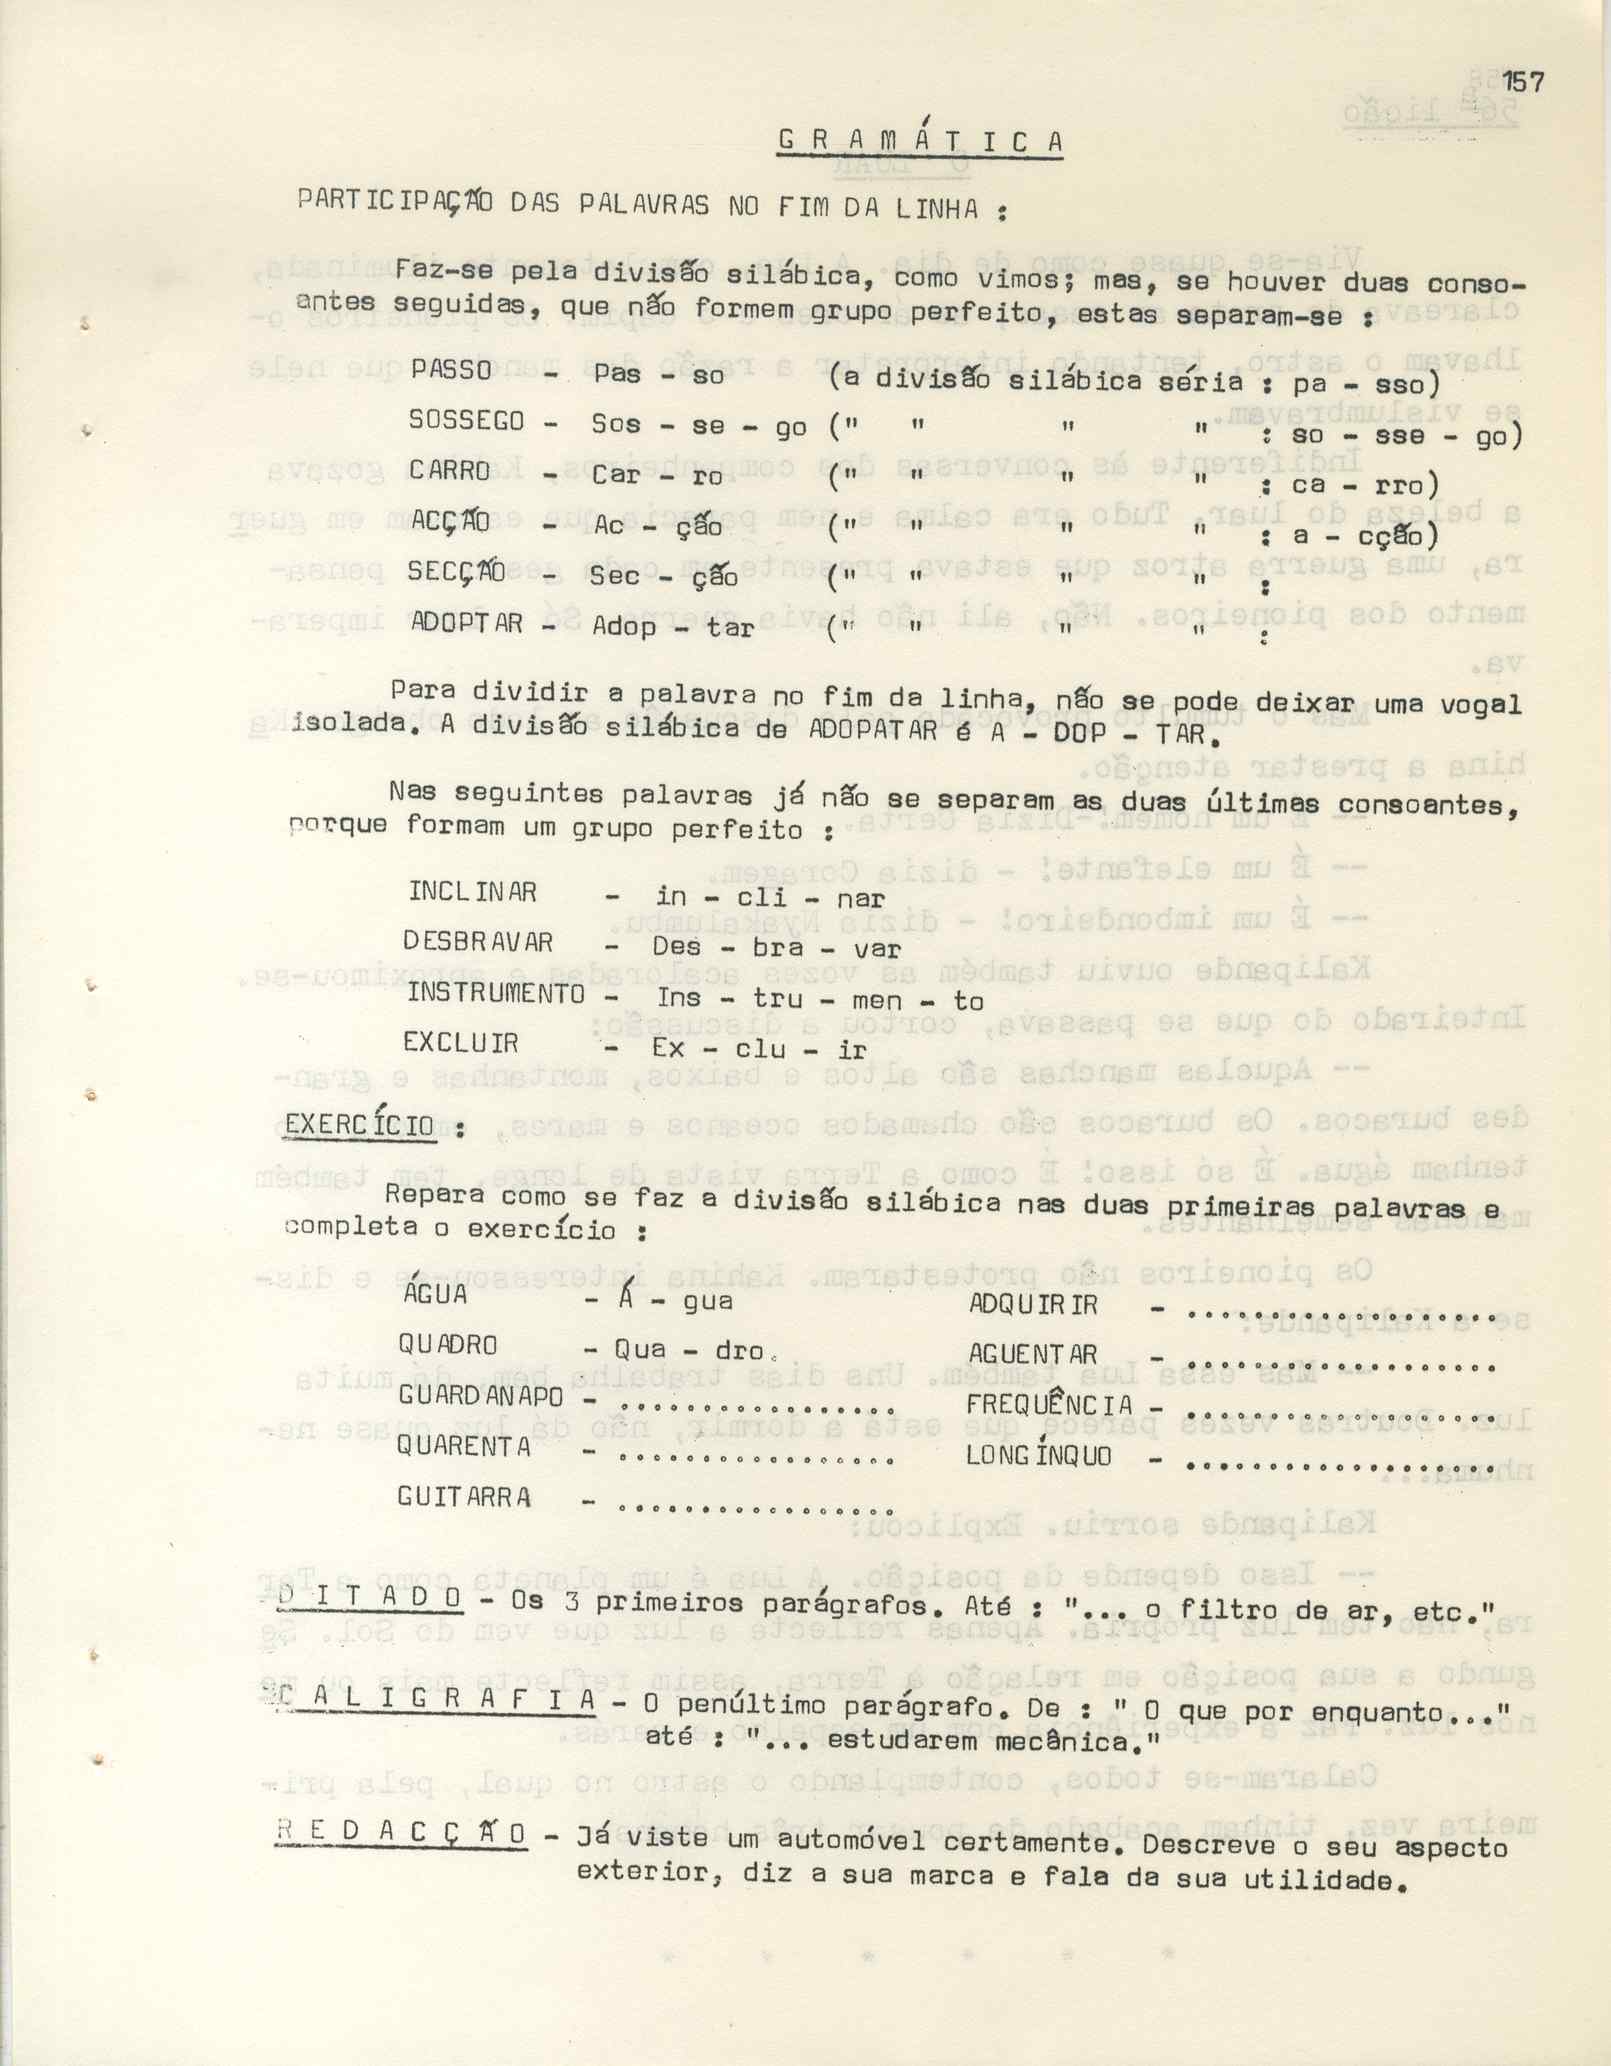 157
GRAMÁTICA
PARTICIPAÇÃO DAS PALAVRAS NO FIM DA LINHA :
Faz-se pela divisão silábica, como vimos; mas, se houver duas conso-
antes seguidas, que não formem grupo perfeito, estas separam-se :
PASSO - Pas - so (a divisão silábica séria : pa - sso)
SOSSEGO - Sos - se - go (" " " " : so - sse - go)
CARRO - Car - ro (" " " " : ca - rro)
ACÇÃO - Ac - ção (" " " " : a - cção)
SECÇÃO - Sec - ção (" " " " :
ADOPTAR - Adop - tar (" " " " :
Para dividir a palavra no fim da linha, não se pode deixar uma vogal
isolada. A divisão silábica de ADOPATAR é A - DOP - TAR.
Nas seguintes palavras já não se separam as duas últimas consoantes,
porque formam um grupo perfeito :
INCLINAR - in - cli - nar
DESBRAVAR - Des - bra - var
INSTRUMENTO - Ins - tru - men - to
EXCLUIR - Ex - clu - ir
EXERCÍCIO :
Repara como se faz a divisão silábica nas duas primeiras palavras e
completa o exercício :
ÁGUA - Á - gua ADQUIRIR - ...................
QUADRO - Qua - dro. AGUENTAR - ...................
GUARDANAPO - ................. FREQUÊNCIA - ...................
QUARENTA - ................. LONGÍNQUO - ...................
GUITARRA - .................
DITADO - Os 3 primeiros parágrafos. Até : "... o filtro de ar, etc."
CALIGRAFIA - O penúltimo parágrafo. De : " O que por enquanto..."
até : "... estudarem mecânica."
REDACÇÃO - Já viste um automóvel certamente. Descreve o seu aspecto
exterior, diz a sua marca e fala da sua utilidade.